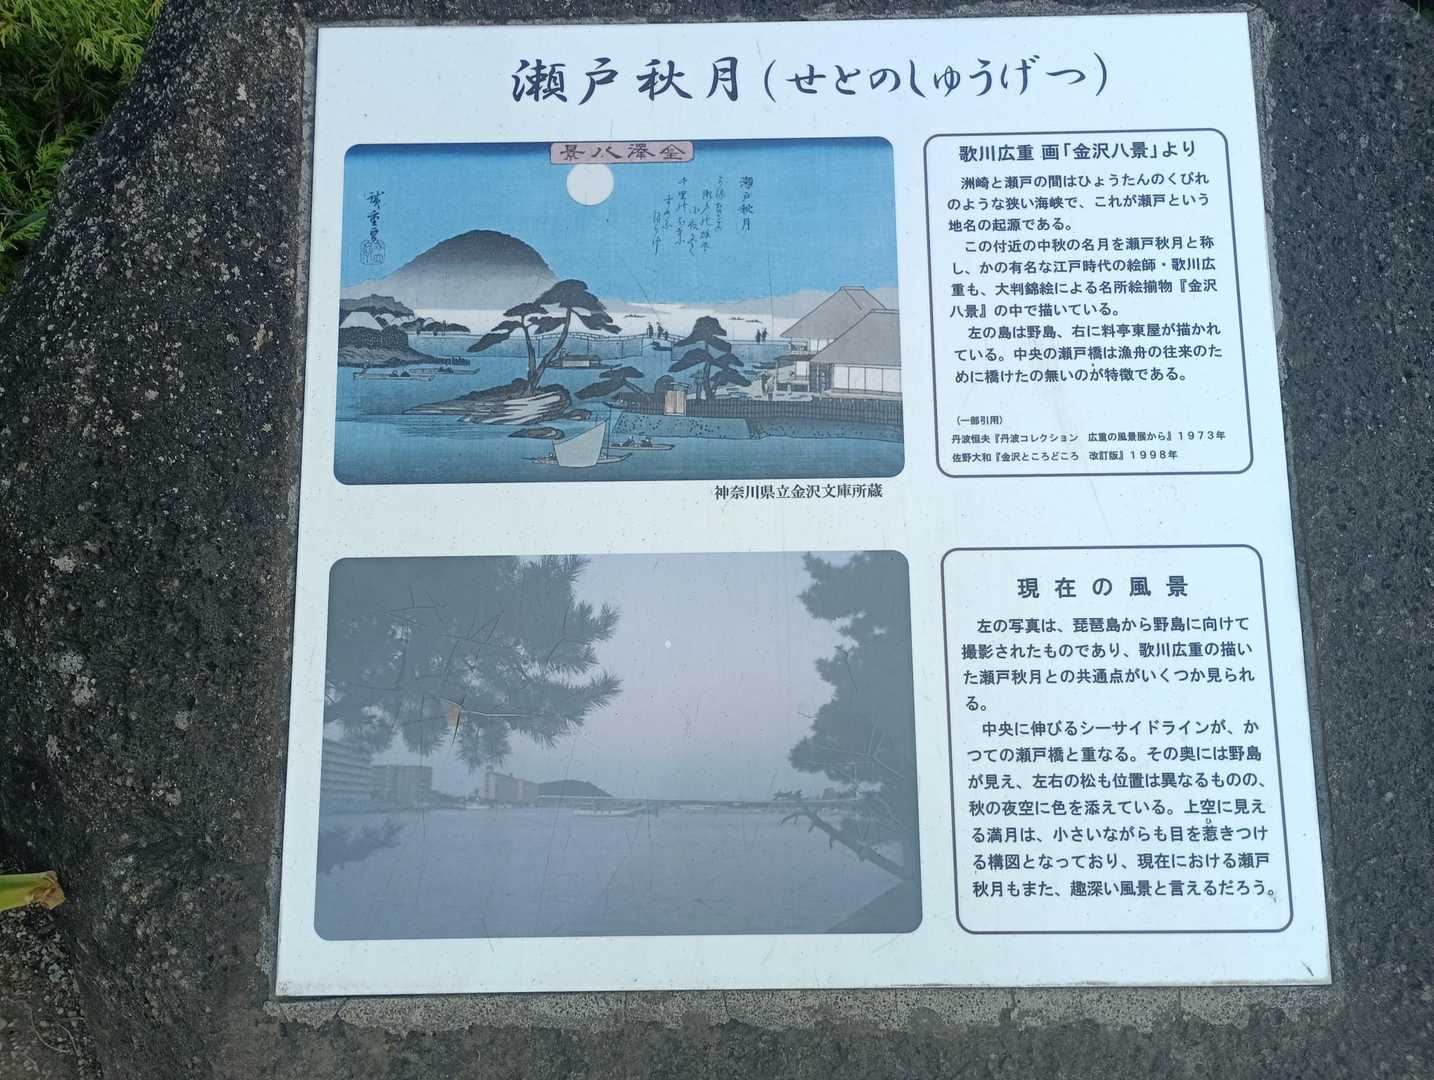 瀬戸秋月(せとのしゅうげつ)
金澤八景
瀬戸秋月
廣重画
神奈川県立金沢文庫所蔵
歌川広重 画「金沢八景」より
洲崎と瀬戸の間はひょうたんのくびれ
のような狭い海峡で、これが瀬戸という
地名の起源である。
この付近の中秋の名月を瀬戸秋月と称
し、かの有名な江戸時代の絵師・歌川広
重も、大判錦絵による名所絵揃物『金沢
八景』の中で描いている。
左の島は野島、右に料亭東屋が描かれ
ている。中央の瀬戸橋は漁舟の往来のた
めに橋けたの無いのが特徴である。
(一部引用)
丹波恒夫『丹波コレクション 広重の風景展から』1973年
佐野大和『金沢ところどころ 改訂版』1998年
現在の風景
左の写真は、琵琶島から野島に向けて
撮影されたものであり、歌川広重の描い
た瀬戸秋月との共通点がいくつか見られ
る。
中央に伸びるシーサイドラインが、か
つての瀬戸橋と重なる。その奥には野島
が見え、左右の松も位置は異なるものの、
秋の夜空に色を添えている。上空に見え
る満月は、小さいながらも目を惹きつけ
る構図となっており、現在における瀬戸
秋月もまた、趣深い風景と言えるだろう。